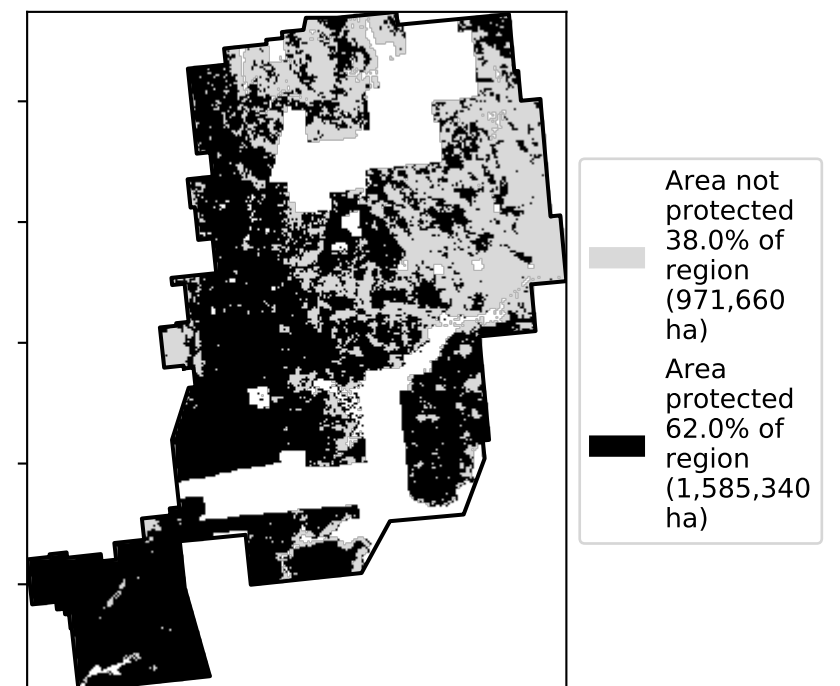 Area not
protected
38.0% of
region
(971,660
ha)
Area
protected
62.0% of
region
(1,585,340
ha)